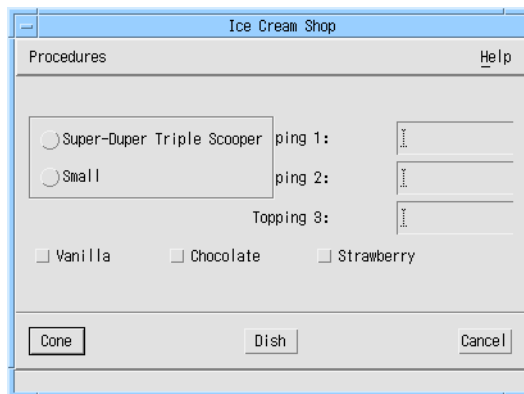 Ice Cream Shop
Procedures Help
Super-Duper Triple Scooper ping 1:
Small ping 2:
Topping 3:
Vanilla Chocolate Strawberry
Cone Dish Cancel